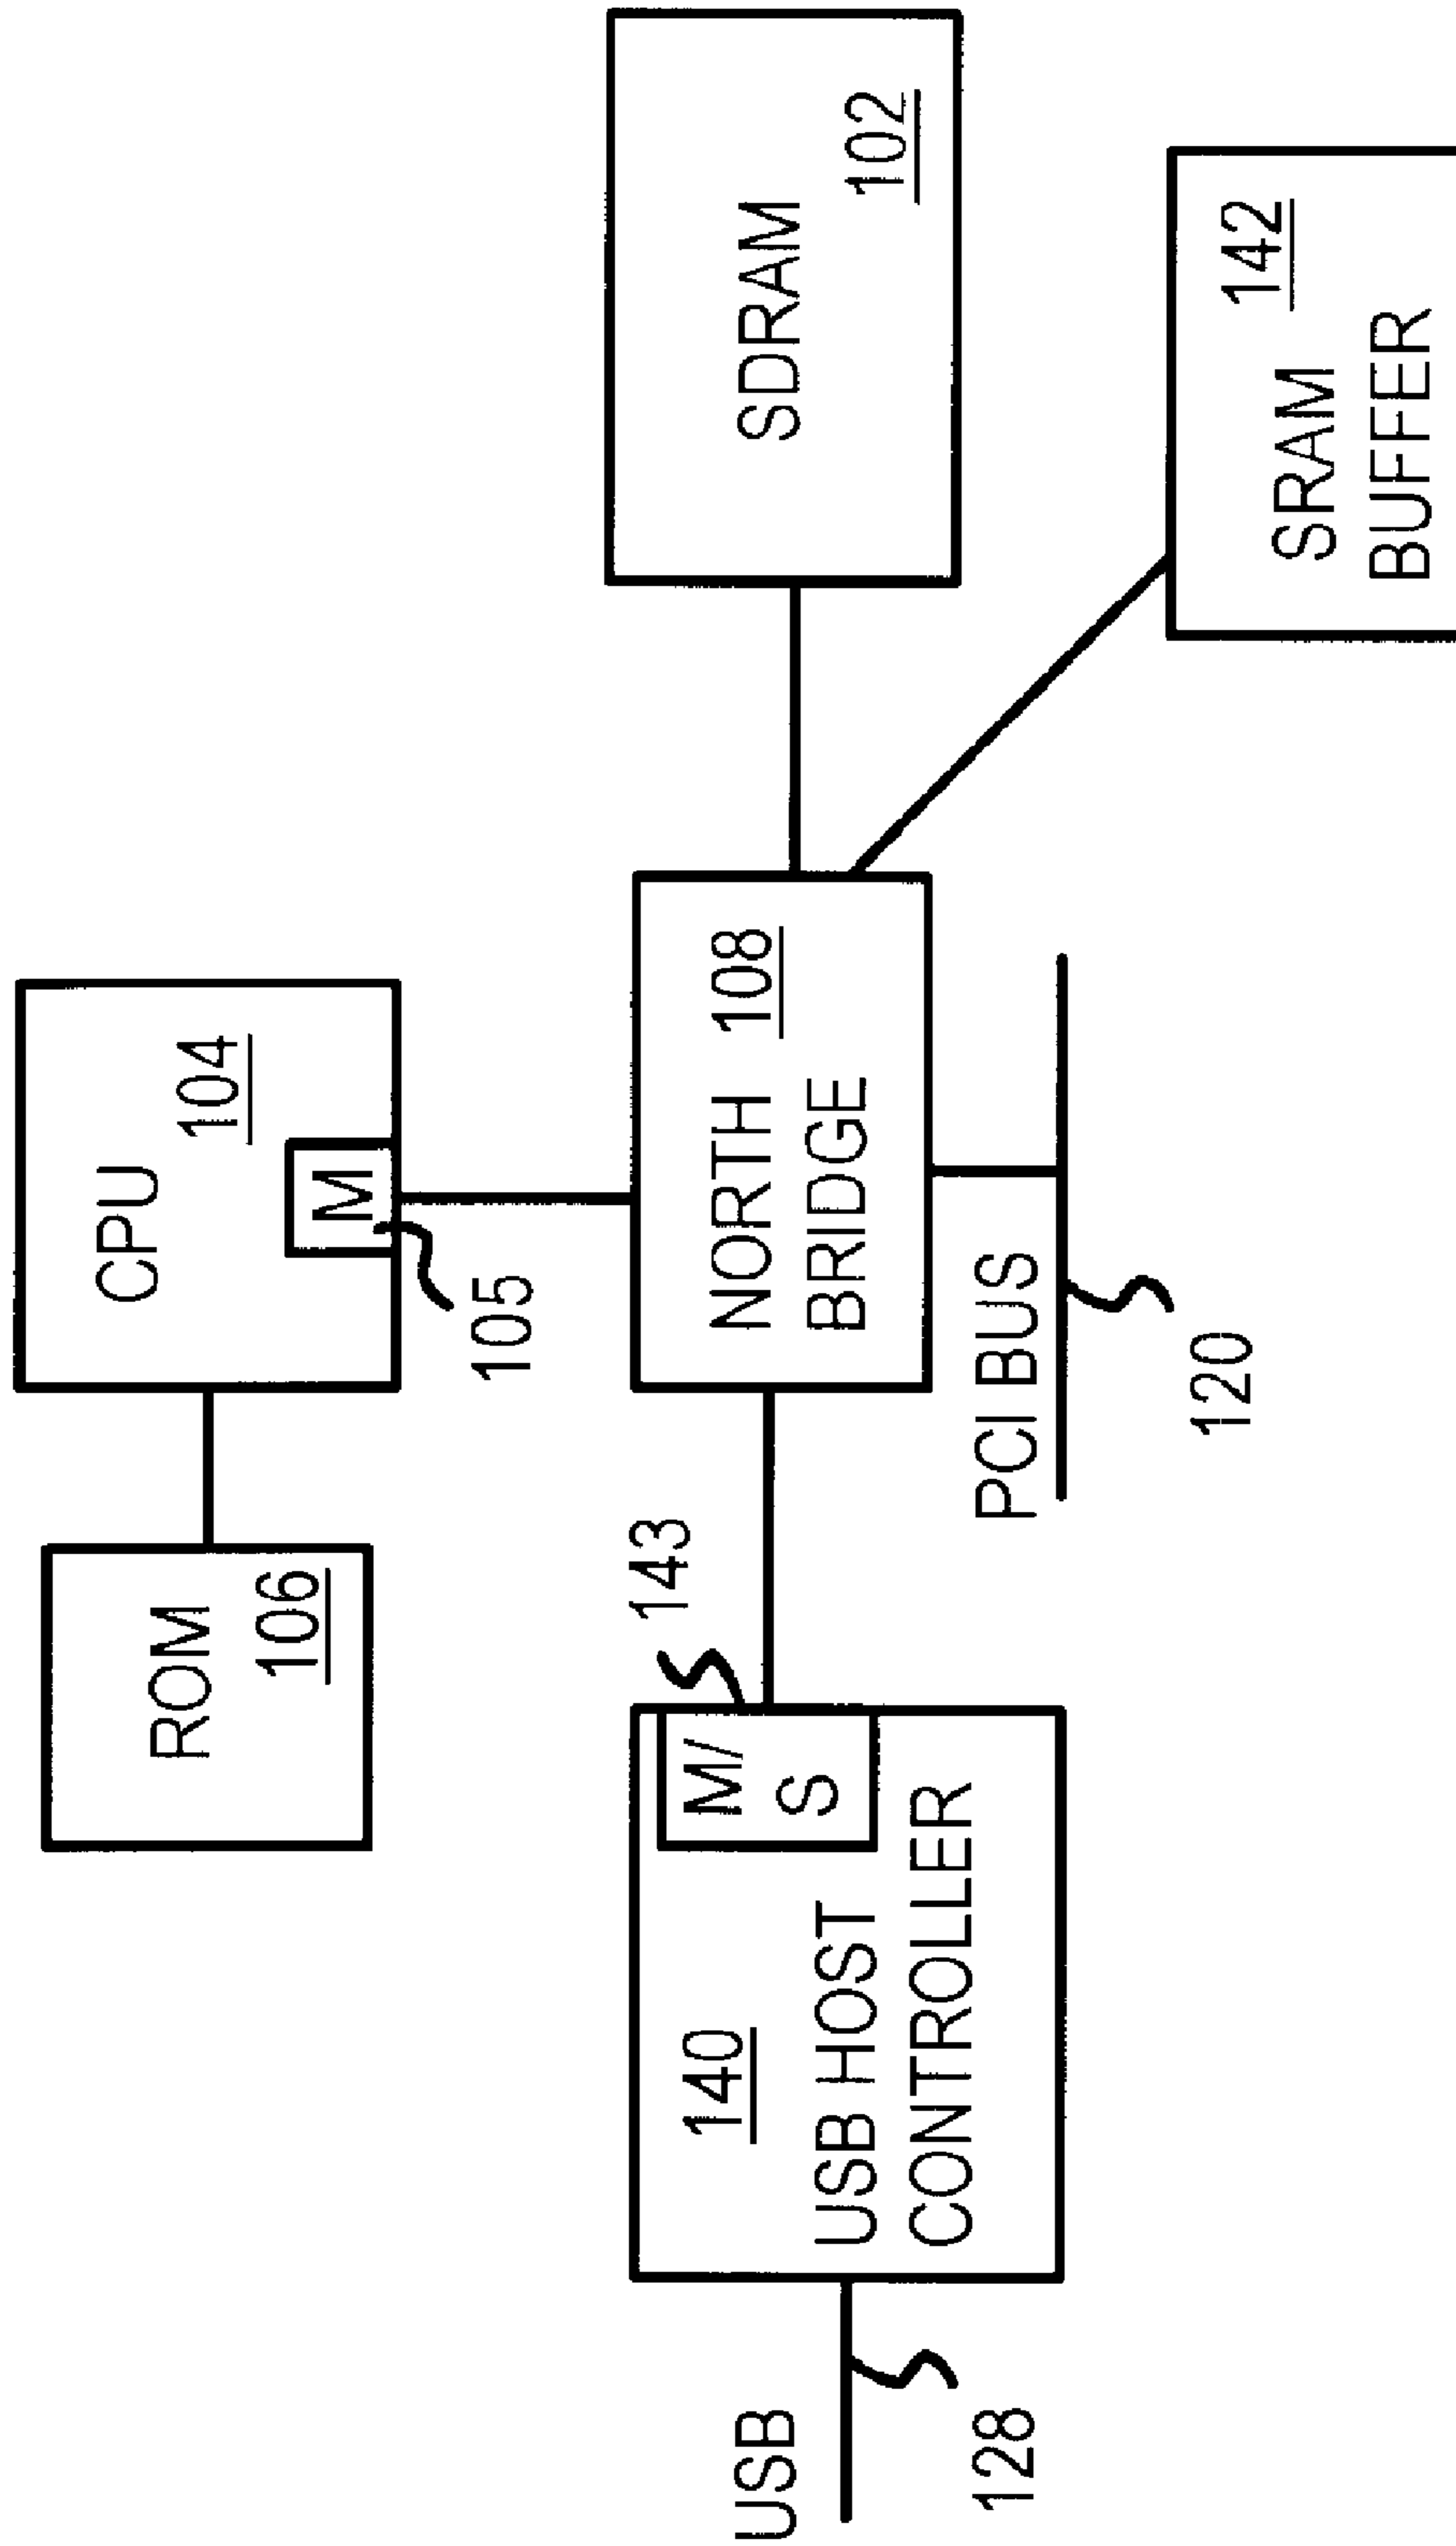 ROM
106
CPU
104
M
105
SDRAM
102
USB
128
140
USB HOST
CONTROLLER
M/
S
143
NORTH
BRIDGE
108
PCI BUS
120
142
SRAM
BUFFER